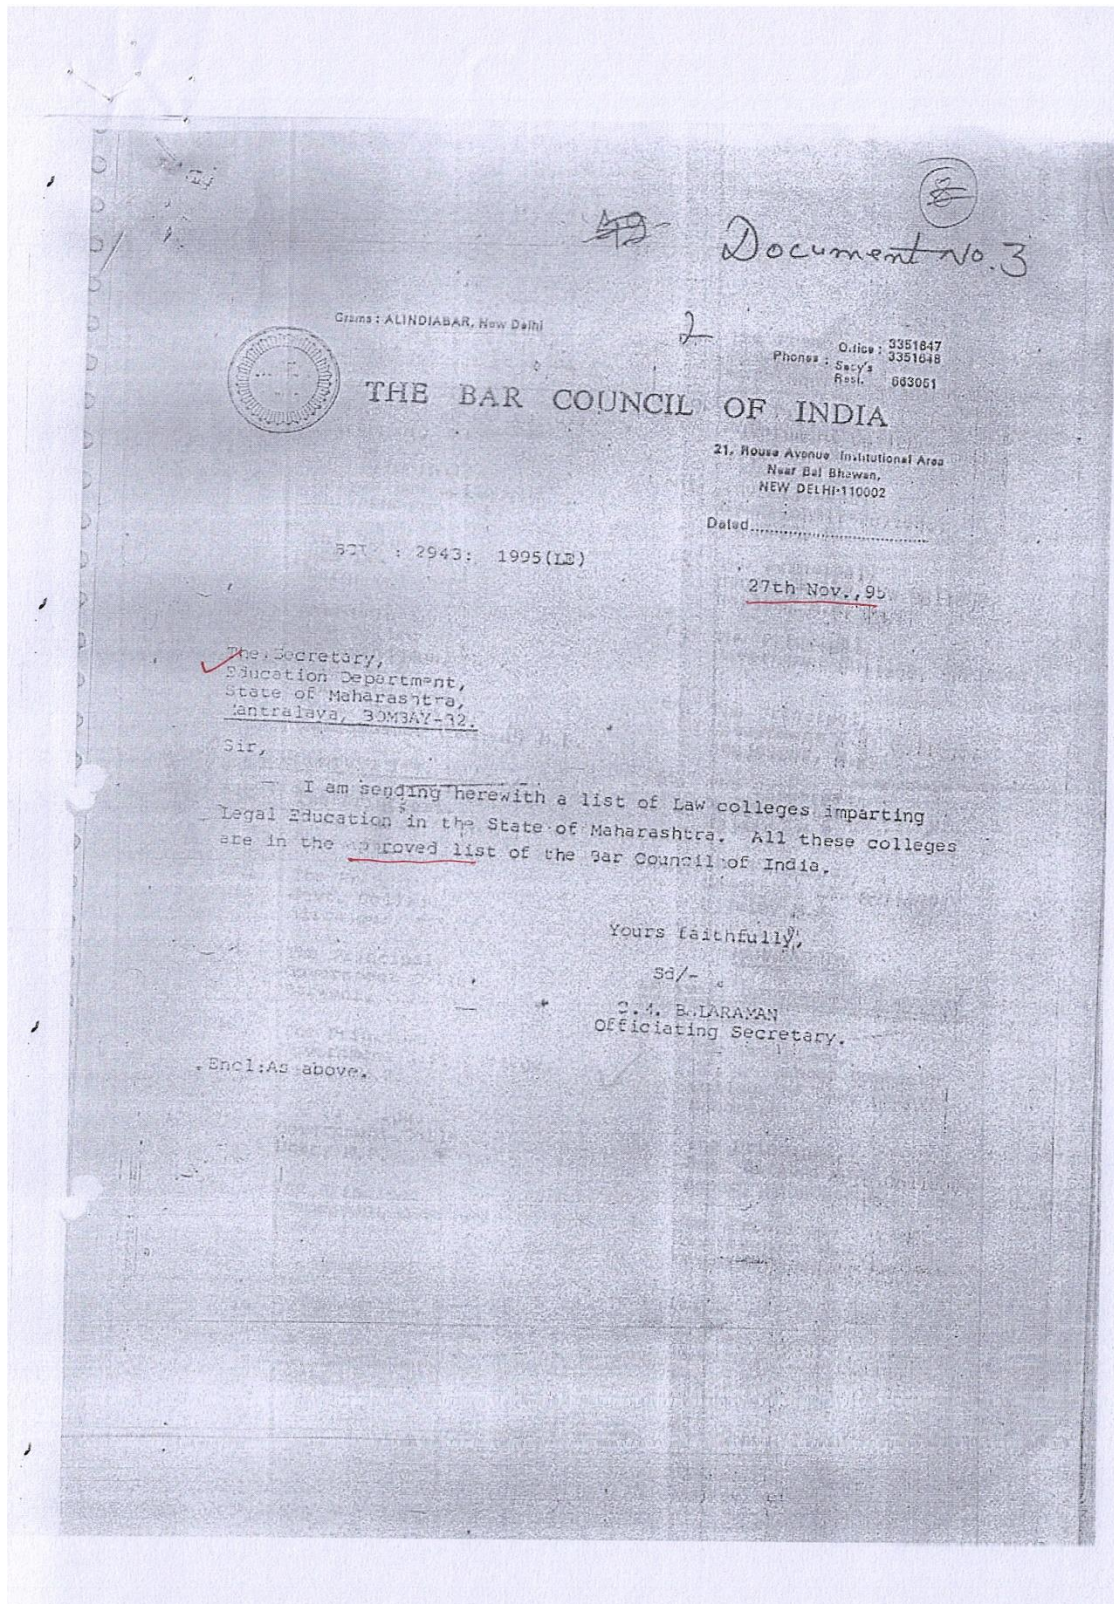 Document No. 3
2
Grams : ALINDIABAR, New Delhi
Office : 3351647
Phones : 3351648
Secy's
Resi. 663051
THE BAR COUNCIL OF INDIA
21, Rouse Avenue Institutional Area
Near Bal Bhawan,
NEW DELHI-110002
Dated
: 2943: 1995(LE)
27th Nov.,95
The Secretary,
Education Department,
State of Maharashtra,
Mantralaya, BOMBAY-32.
Sir,
I am sending herewith a list of Law colleges imparting
Legal Education in the State of Maharashtra. All these colleges
are in the approved list of the Bar Council of India.
Yours faithfully,
Sd/-
BALARAMAN
Officiating Secretary.
Encl:As above.